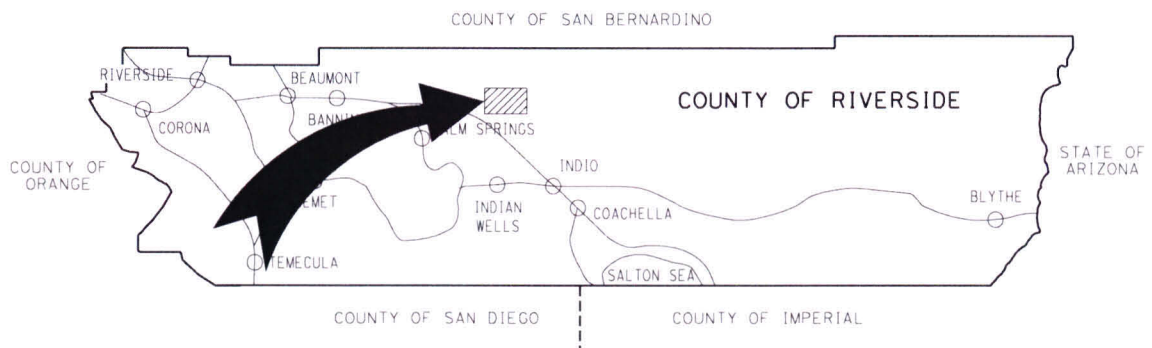 COUNTY OF SAN BERNARDINO
RIVERSIDE
BEAUMONT
COUNTY OF RIVERSIDE
CORONA
SPRINGS
COUNTY OF
ORANGE
STATE OF
ARIZONA
INDIO
INDIAN
WELLS
COACHELLA
BLYTHE
TEMECULA
SALTON SEA
COUNTY OF SAN DIEGO
COUNTY OF IMPERIAL